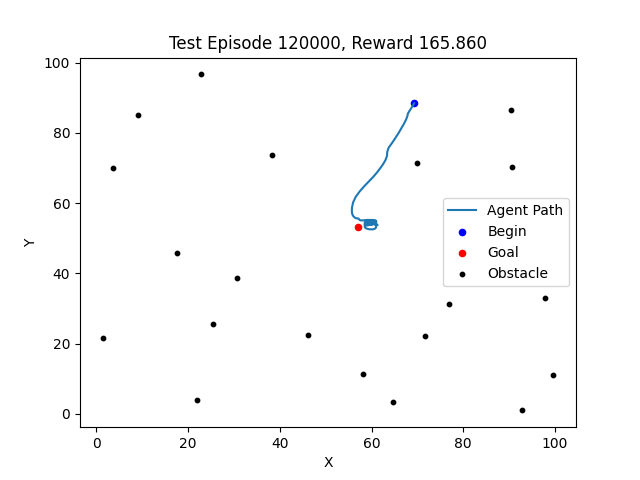 Test Episode 120000, Reward 165.860
100
80
60
40
20
0
Y
Agent Path
Begin
Goal
Obstacle
0 20 40 60 80 100
X